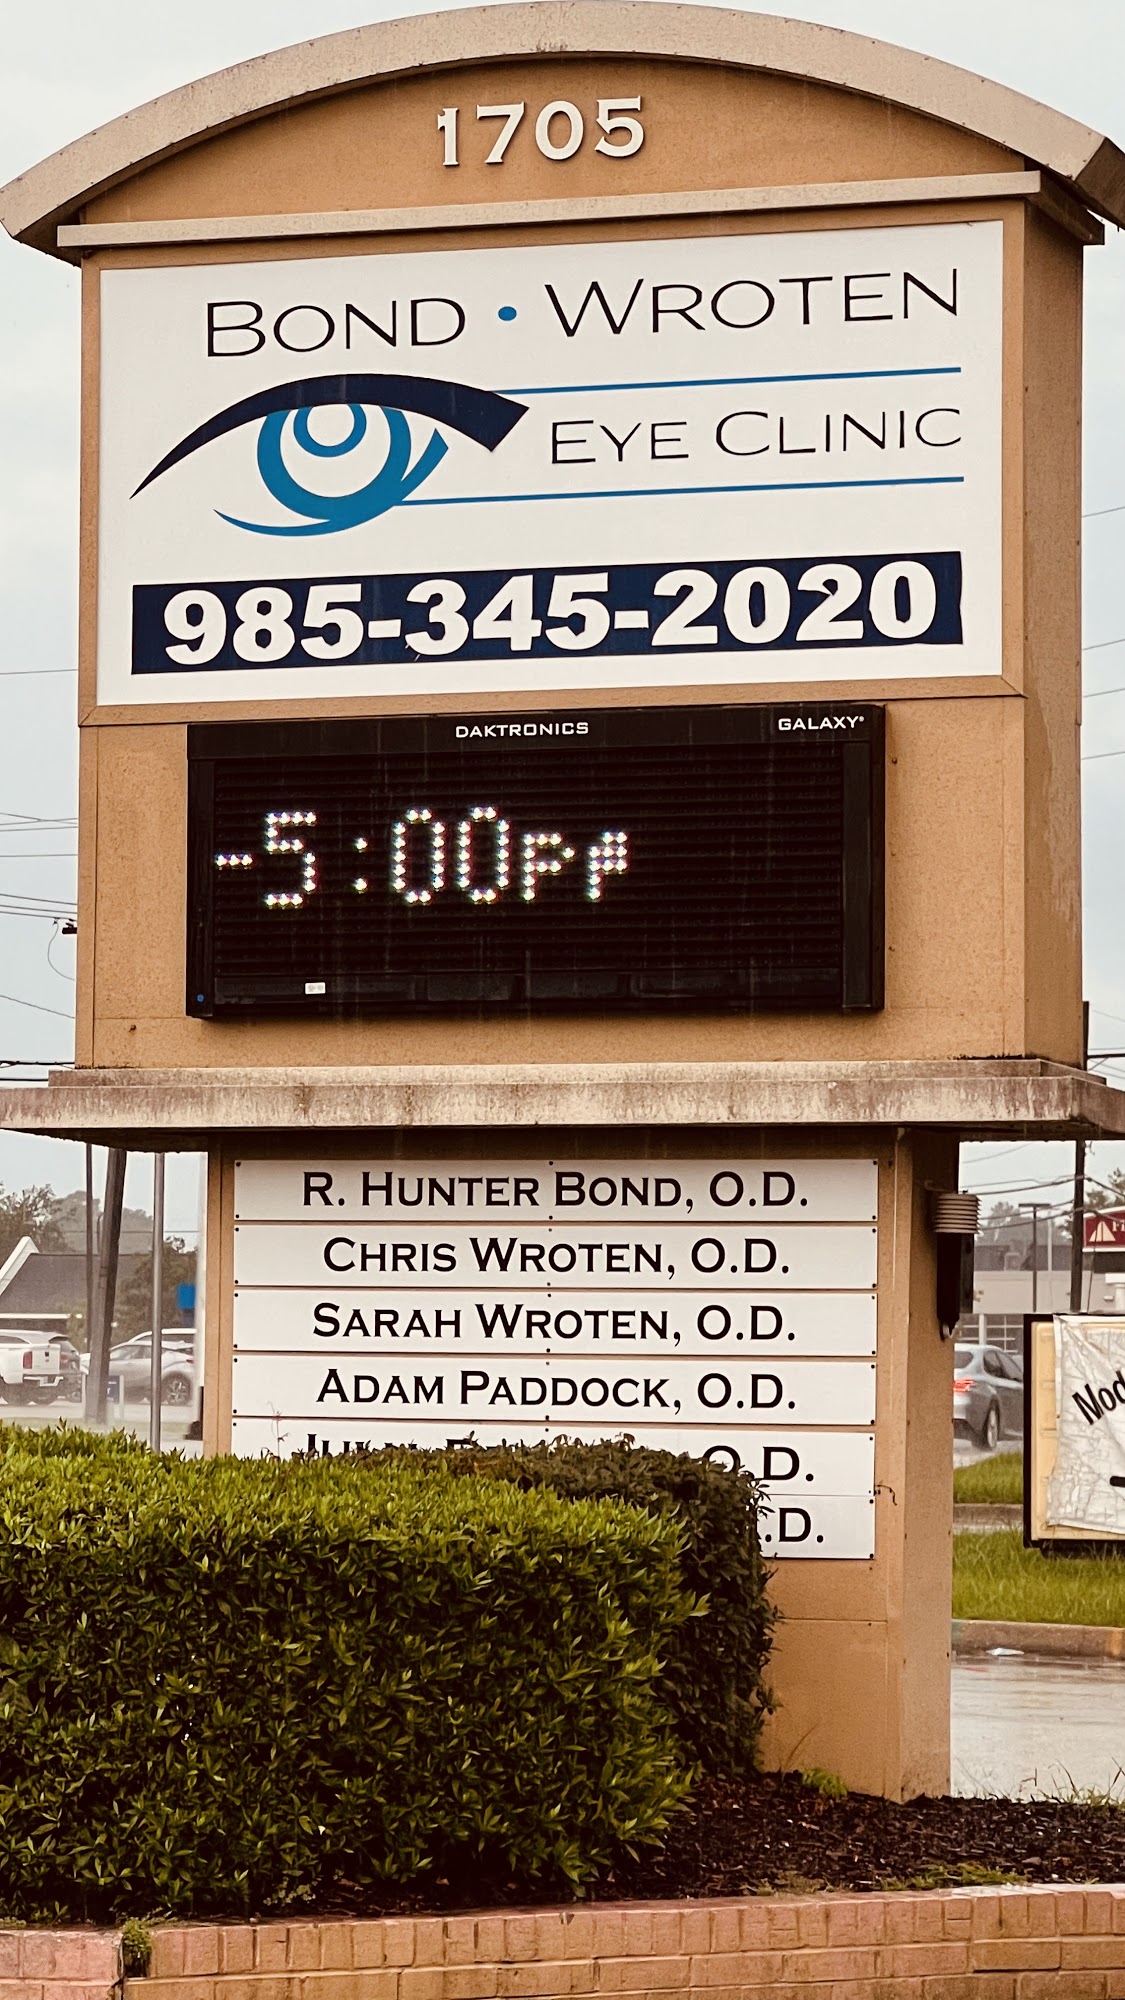 1705
BOND • WROTEN
EYE CLINIC
985-345-2020
DAKTRONICS GALAXY®
-5:00P
R. HUNTER BOND, O.D.
CHRIS WROTEN, O.D.
SARAH WROTEN, O.D.
ADAM PADDOCK, O.D.
O.D.